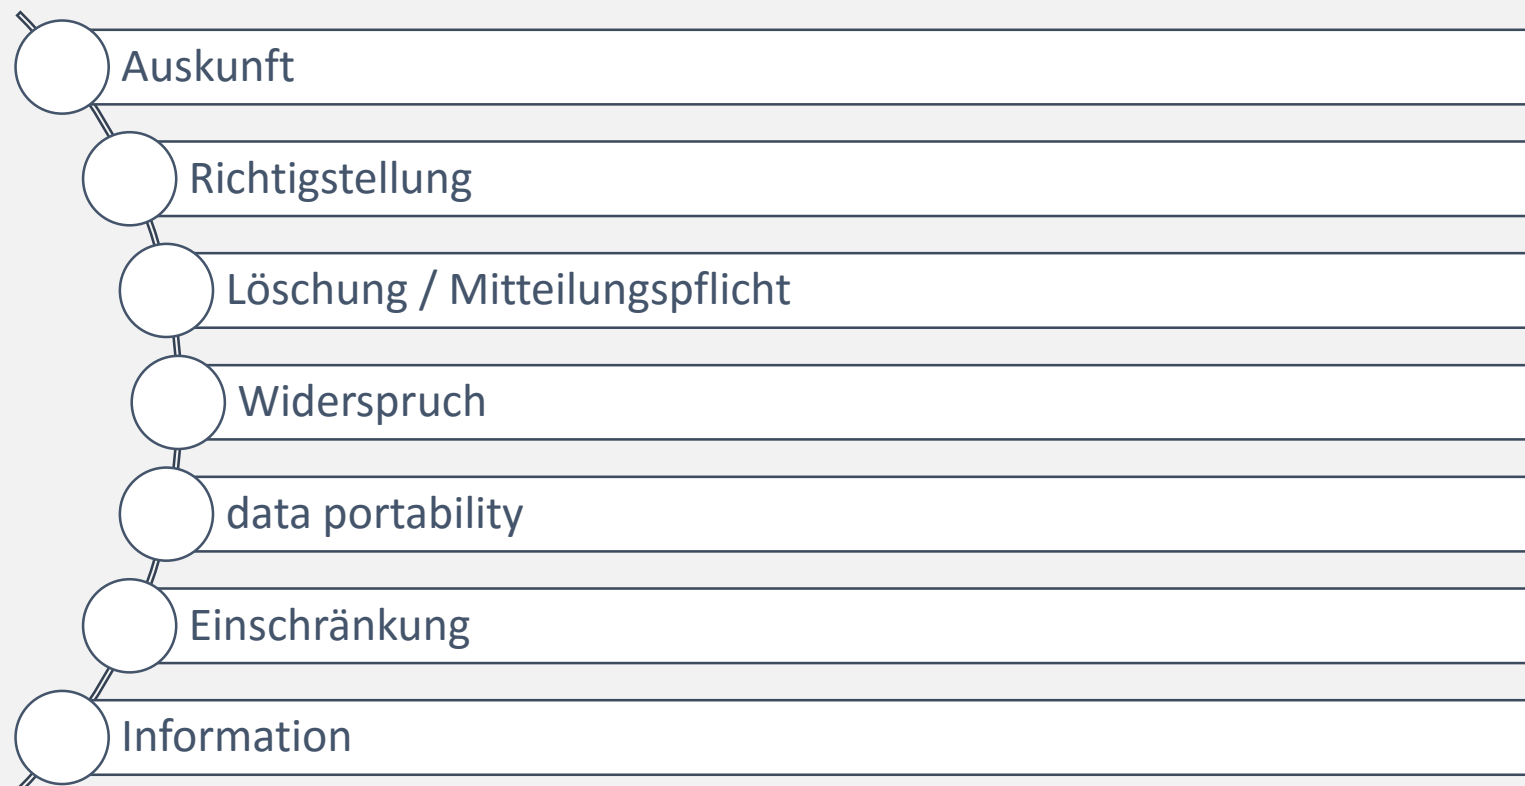 Auskunft
Richtigstellung
Löschung / Mitteilungspflicht
Widerspruch
data portability
Einschränkung
Information